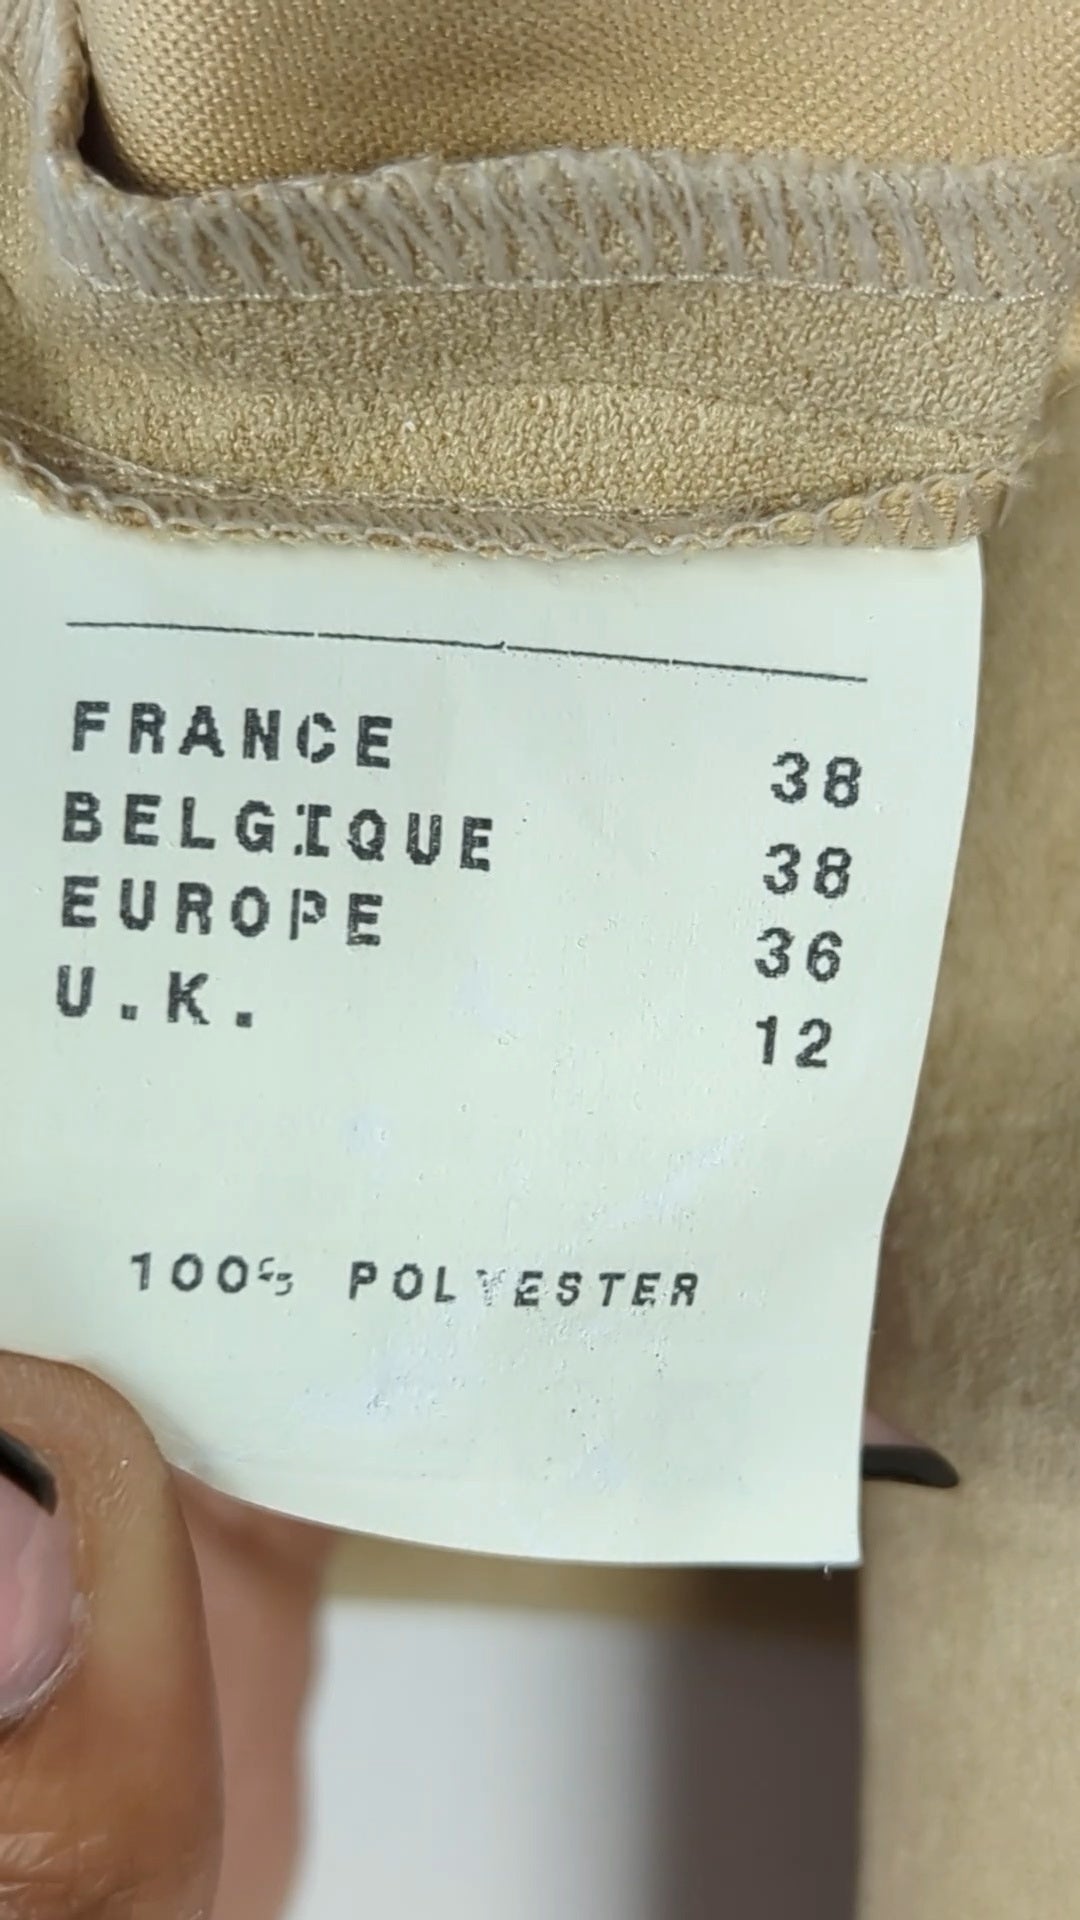 FRANCE 38
BELGIQUE 38
EUROPE 36
U.K. 12
100% POLYESTER